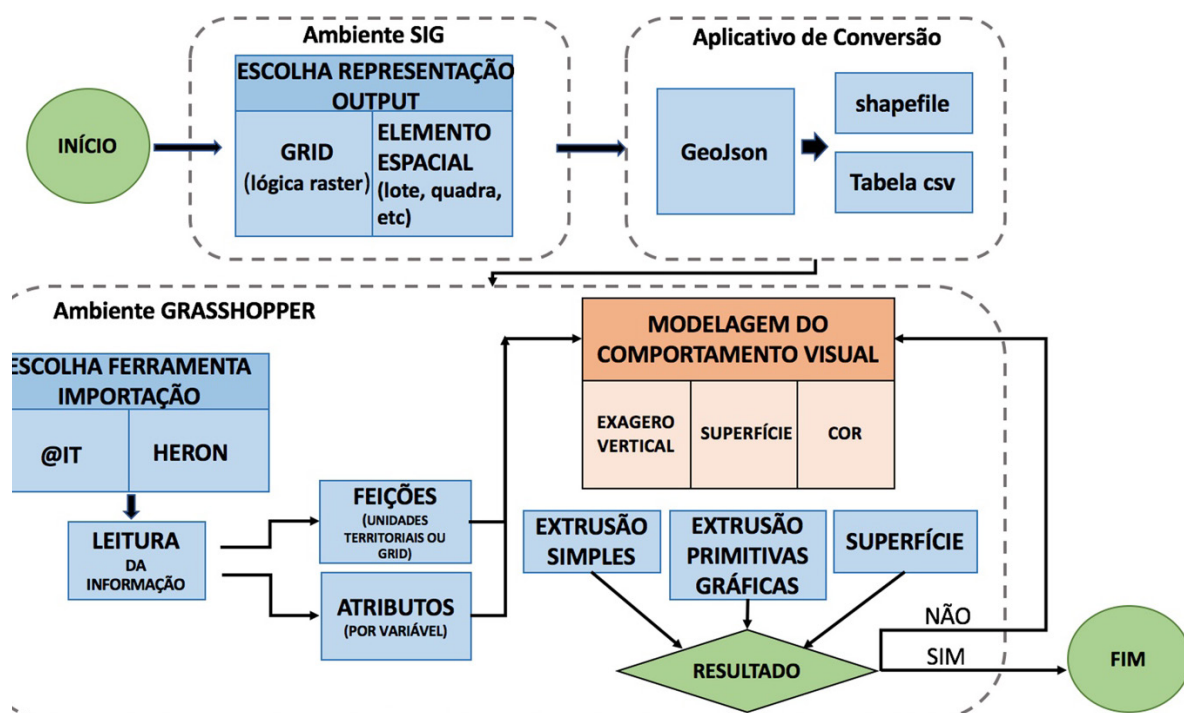 Ambiente SIG
ESCOLHA REPRESENTAÇÃO
OUTPUT
INÍCIO
GRID
(lógica raster)
ELEMENTO
ESPACIAL
(lote, quadra,
etc)
Aplicativo de Conversão
GeoJson
shapefile
Tabela csv
Ambiente GRASSHOPPER
ESCOLHA FERRAMENTA
IMPORTAÇÃO
@IT
HERON
LEITURA
DA
INFORMAÇÃO
FEIÇÕES
(UNIDADES
TERRITORIAIS OU
GRID)
ATRIBUTOS
(POR VARIÁVEL)
MODELAGEM DO
COMPORTAMENTO VISUAL
EXAGERO
VERTICAL
SUPERFÍCIE
COR
EXTRUSÃO
SIMPLES
EXTRUSÃO
PRIMITIVAS
GRÁFICAS
SUPERFÍCIE
RESULTADO
NÃO
SIM
FIM